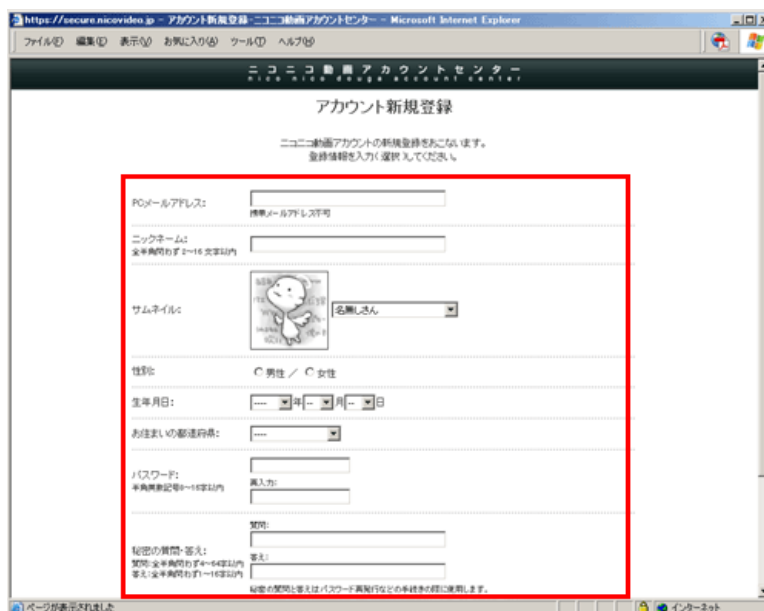 https://secure.nicovideo.jp - アカウント新規登録-ニコニコ動画アカウントセンター - Microsoft Internet Explorer
ファイル(F) 編集(E) 表示(V) お気に入り(A) ツール(T) ヘルプ(H)
ニコニコ動画アカウントセンター
nico nico douga account center
アカウント新規登録
ニコニコ動画アカウントの新規登録をおこないます。
登録情報を入力(選択)してください。
PCメールアドレス:
携帯メールアドレス不可
ニックネーム:
全半角問わず2～16文字以内
サムネイル:
名無しさん
性別:
男性 / 女性
生年月日:
---- 年 -- 月 -- 日
お住まいの都道府県:
----
パスワード:
半角英数記号8～16字以内
再入力:
秘密の質問・答え:
質問:全半角問わず4～64字以内
答え:全半角問わず1～16字以内
質問:
答え:
秘密の質問と答えはパスワード再発行などの手続きの際に使用します。
ページが表示されました
インターネット